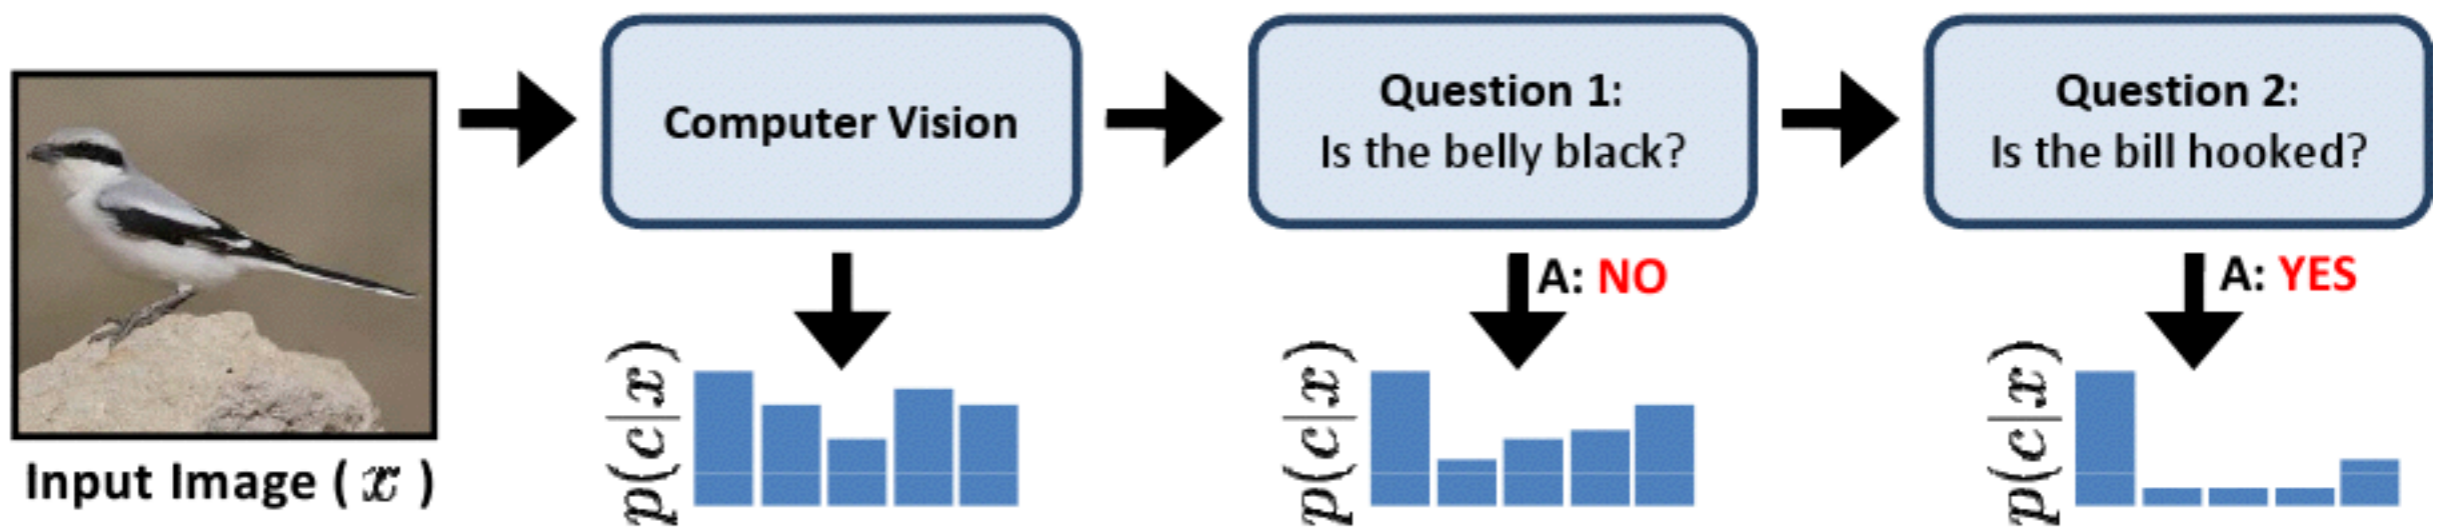 Computer Vision
Question 1:
Is the belly black?
Question 2:
Is the bill hooked?
A: NO
A: YES
p(c|x)
p(c|x)
p(c|x)
Input Image ( x )